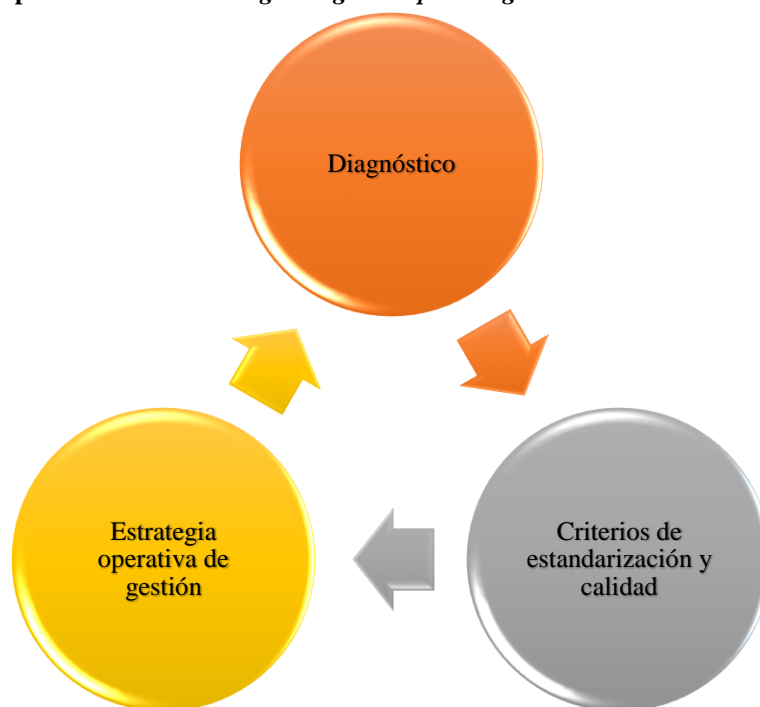 Diagnóstico
Criterios de
estandarización y
calidad
Estrategia
operativa de
gestión